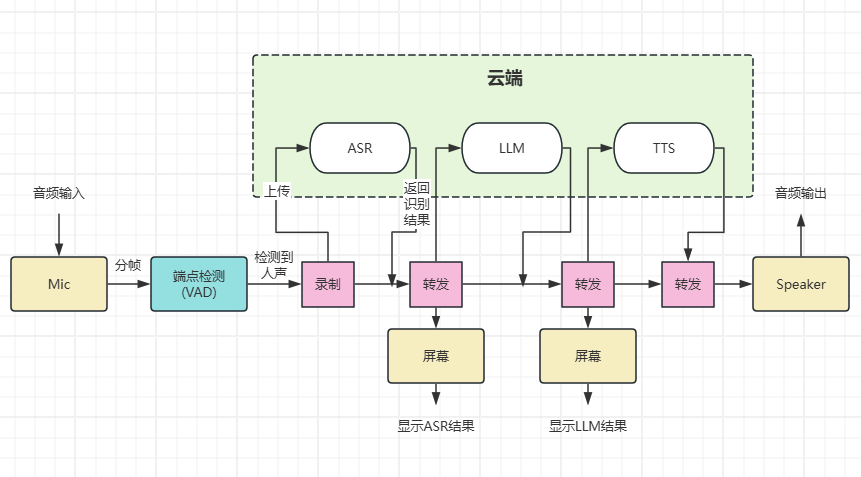 云端
ASR
LLM
TTS
音频输入
上传
返回
识别
结果
音频输出
分帧
检测到
人声
Mic
端点检测
(VAD)
录制
转发
转发
转发
Speaker
屏幕
屏幕
显示ASR结果
显示LLM结果